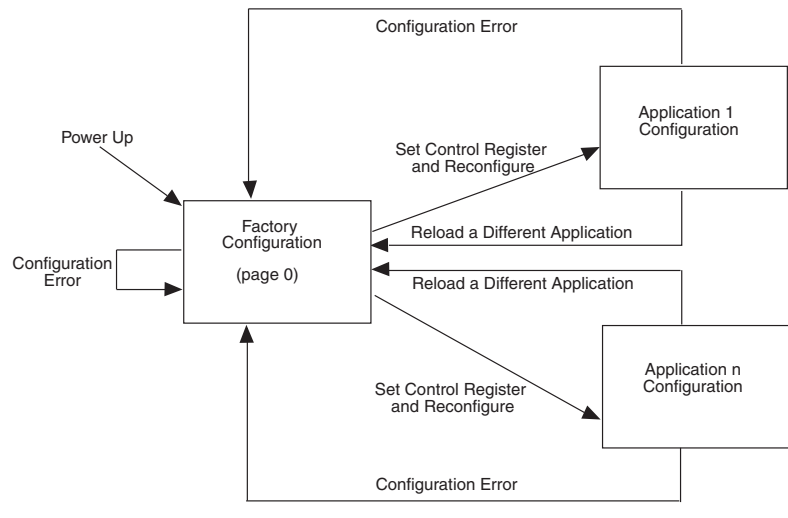 Configuration Error
Application 1
Configuration
Power Up
Set Control Register
and Reconfigure
Factory
Configuration
(page 0)
Reload a Different Application
Configuration
Error
Reload a Different Application
Application n
Configuration
Set Control Register
and Reconfigure
Configuration Error